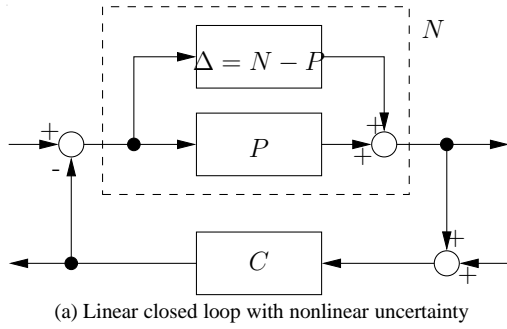 N
Δ = N − P
+
+
P
+
-
+
C
+
+
(a) Linear closed loop with nonlinear uncertainty